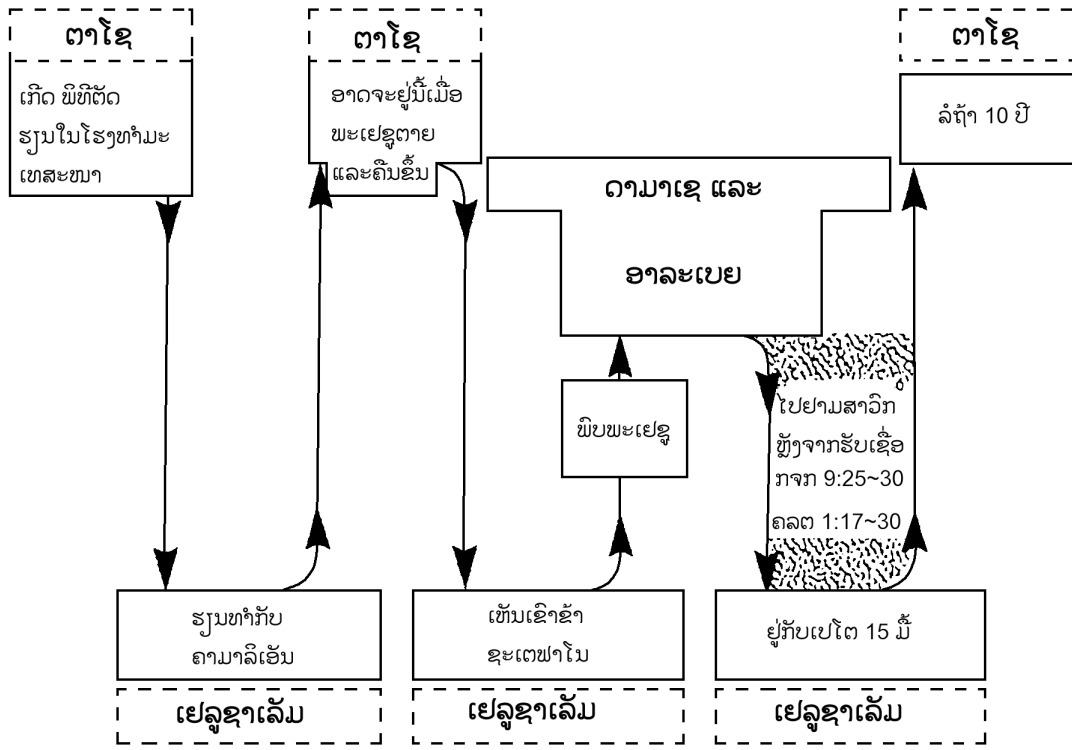 ຕາໂຊ
ເກີດ ພິທີຕັດ
ຮຽນໃນໂຮງທຳມະ
ເທສະໜາ
ຮຽນທຳກັບ
ຄາມາລິເອັນ
ເຢລູຊາເລັມ
ຕາໂຊ
ອາດຈະຢູ່ນີ້ເມື່ອ
ພະເຢຊູຕາຍ
ແລະຄືນຂຶ້ນ
ເຫັນເຂົາຂ້າ
ຊະເຕຟາໂນ
ເຢລູຊາເລັມ
ດາມາເຊ ແລະ
ອາລະເບຍ
ພົບພະເຢຊູ
ໄປຢາມສາວົກ
ຫຼັງຈາກຮັບເຊື່ອ
ກຈກ 9:25~30
ຄລຕ 1:17~30
ຢູ່ກັບເປໂຕ 15 ມື້
ເຢລູຊາເລັມ
ຕາໂຊ
ລໍຖ້າ 10 ປີ